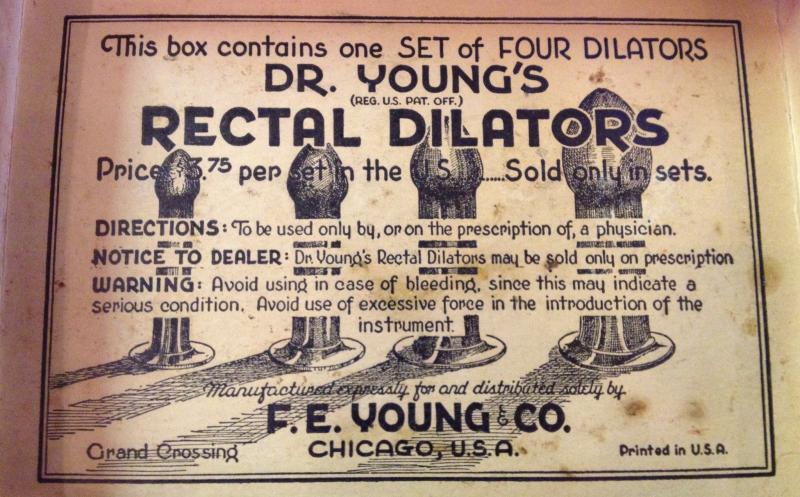 This box contains one SET of FOUR DILATORS
DR. YOUNG'S
(REG. U.S. PAT. OFF.)
RECTAL DILATORS
Price $3.75 per set in the U.S. ......Sold only in sets.
DIRECTIONS: To be used only by, or on the prescription of, a physician.
NOTICE TO DEALER: Dr. Young's Rectal Dilators may be sold only on prescription
WARNING: Avoid using in case of bleeding, since this may indicate a
serious condition. Avoid use of excessive force in the introduction of the
instrument.
Manufactured expressly for and distributed solely by
F. E. YOUNG & CO.
Grand Crossing
CHICAGO, U.S.A.
Printed in U.S.A.